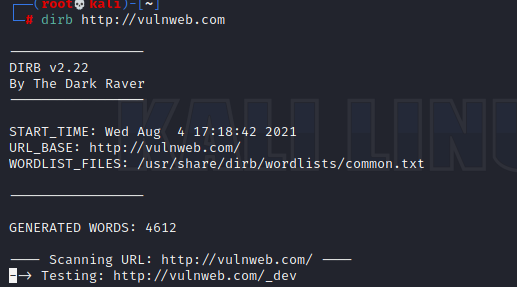 ┌──(root💀kali)-[~]
└─# dirb http://vulnweb.com
-----------------
DIRB v2.22
By The Dark Raver
-----------------
START_TIME: Wed Aug  4 17:18:42 2021
URL_BASE: http://vulnweb.com/
WORDLIST_FILES: /usr/share/dirb/wordlists/common.txt
-----------------
GENERATED WORDS: 4612
---- Scanning URL: http://vulnweb.com/ ----
--> Testing: http://vulnweb.com/_dev
KALI LINU